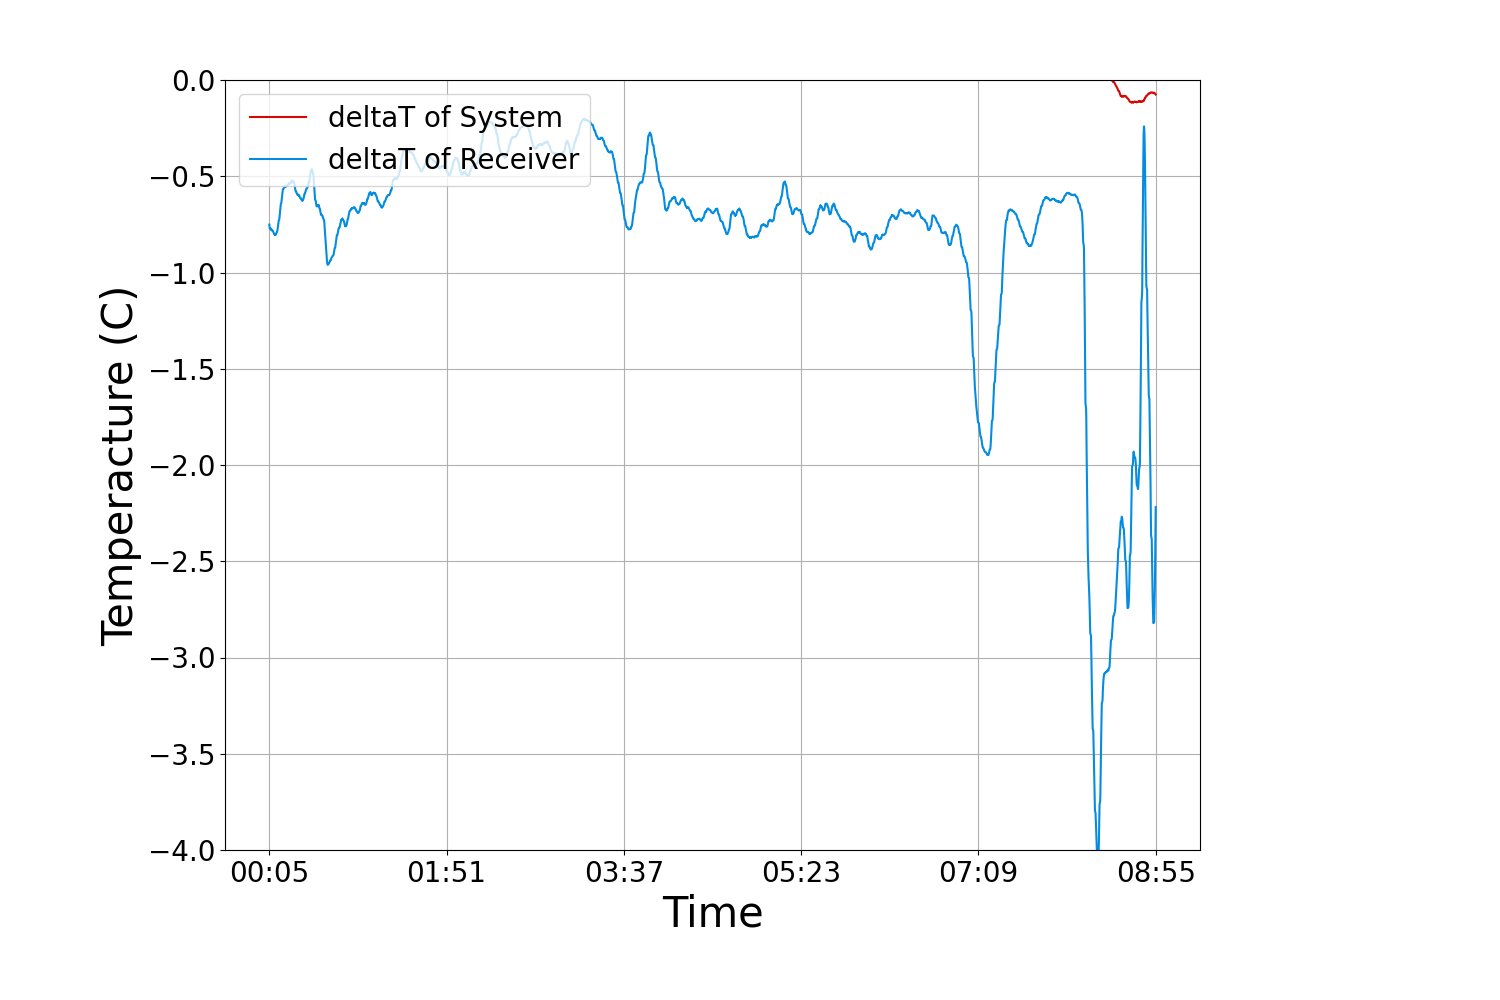 deltaT of System
deltaT of Receiver
0.0
−0.5
−1.0
−1.5
−2.0
−2.5
−3.0
−3.5
−4.0
Temperacture (C)
00:05 01:51 03:37 05:23 07:09 08:55
Time